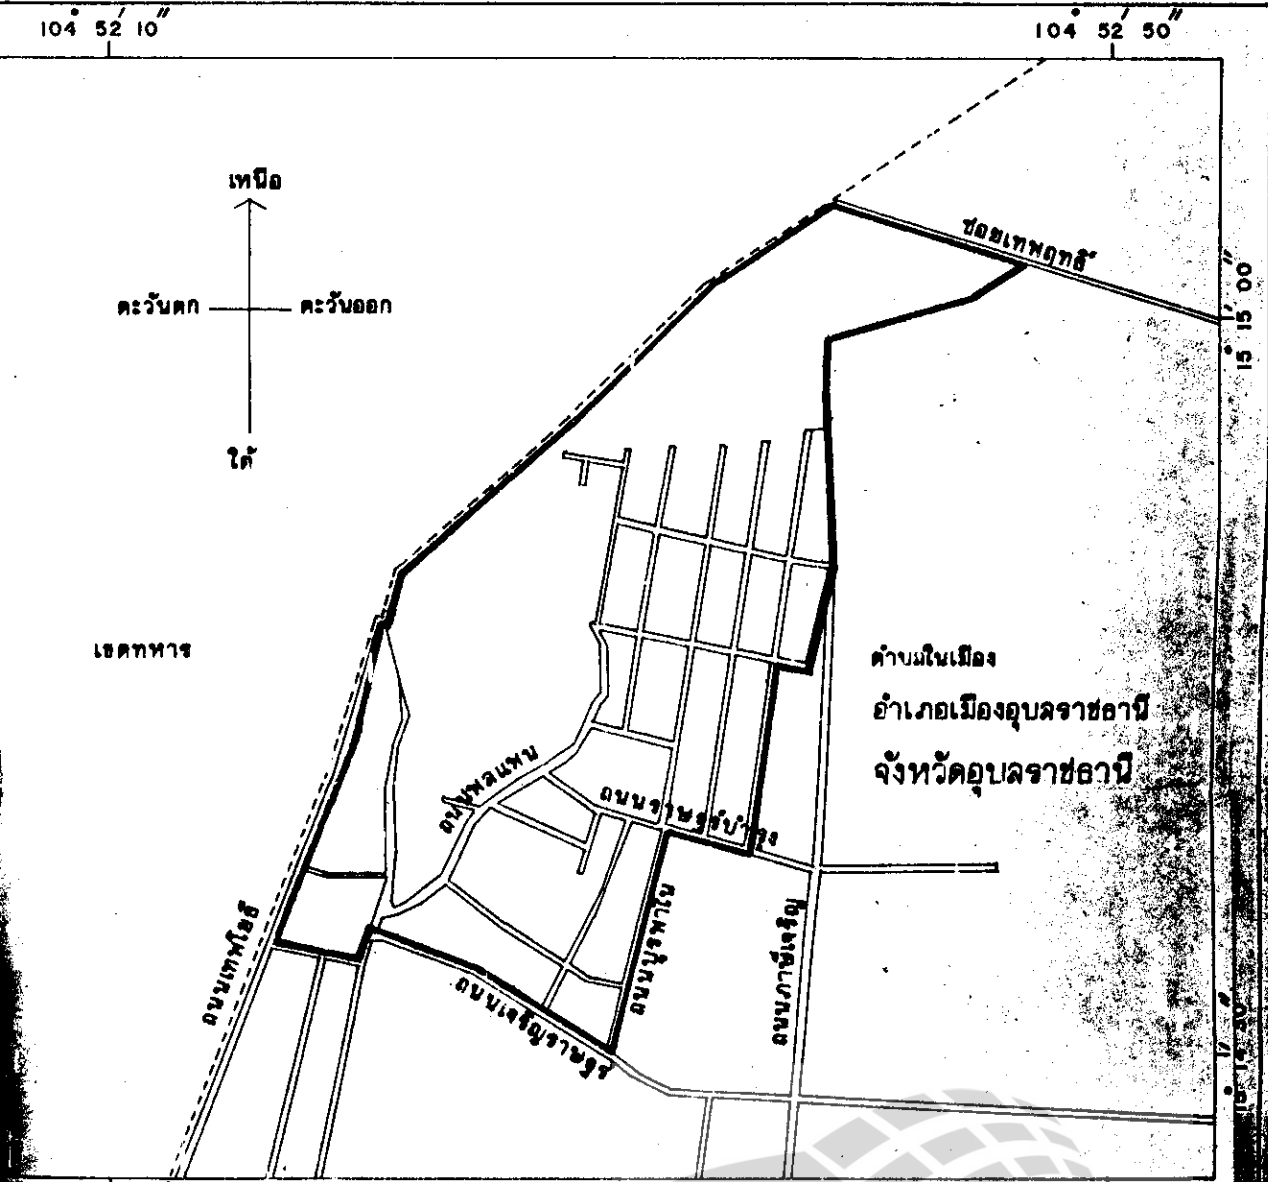 104° 52′ 10″
104° 52′ 50″
เหนือ
ตะวันตก
ตะวันออก
ใต้
ซอยเทพฤทธิ์
15° 15′ 00″
เขตทหาร
ตำบลในเมือง
อำเภอเมืองอุบลราชธานี
จังหวัดอุบลราชธานี
ถนนพลแพน
ถนนราษฎร์บำรุง
ถนนเทพโยธี
ถนนบูรพาใน
ถนนภาษีเจริญ
ถนนเจริญราษฎร์
15° 14′ 30″